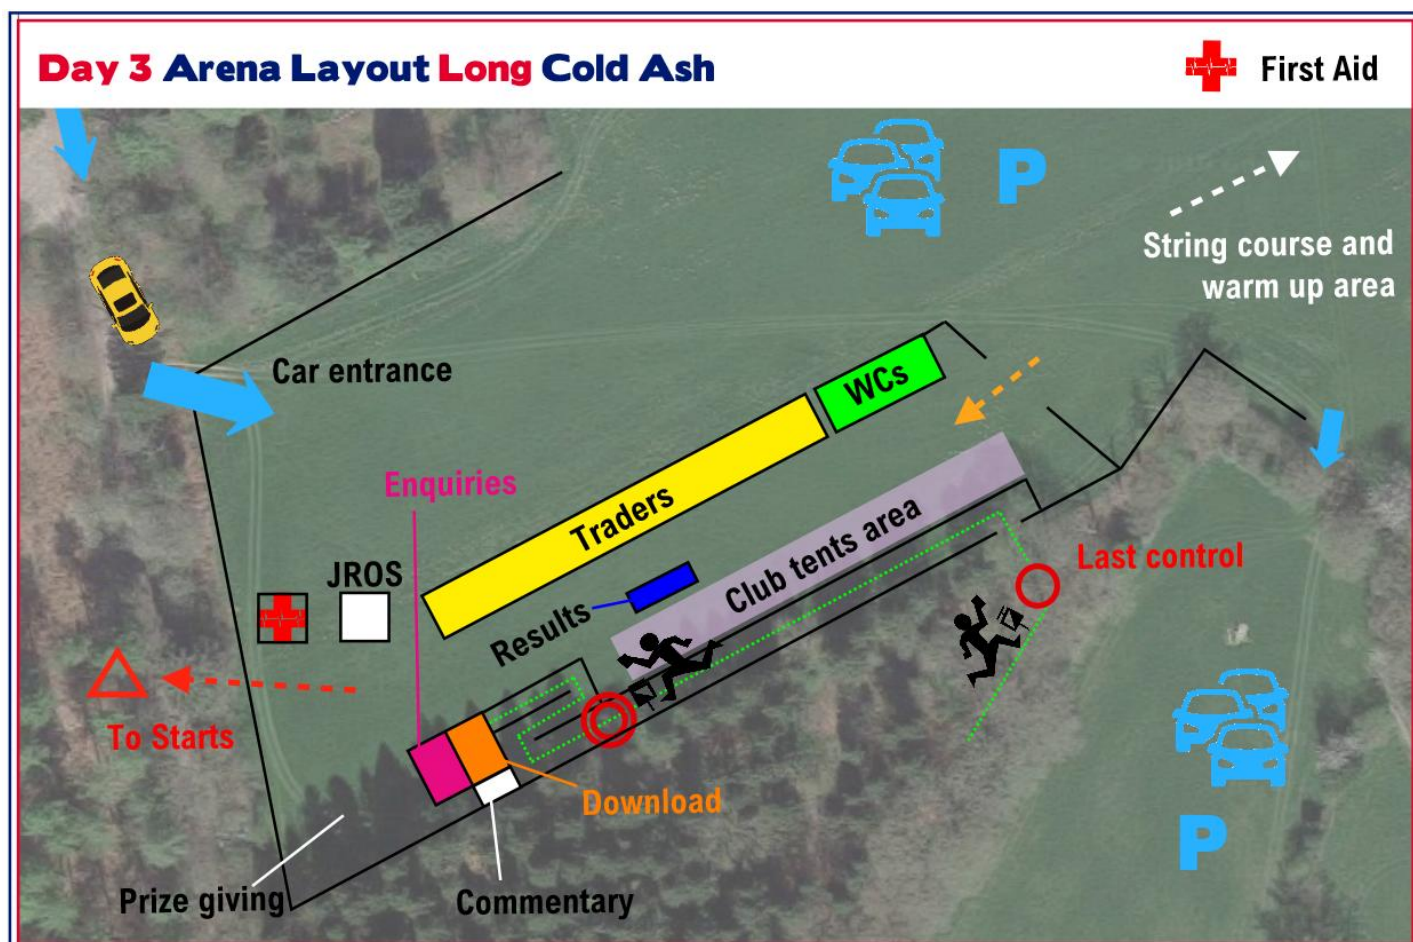 Day 3 Arena Layout Long Cold Ash
First Aid
P
String course and
warm up area
Car entrance
WCs
Enquiries
Traders
Club tents area
Last control
JROS
Results
To Starts
Download
P
Prize giving
Commentary